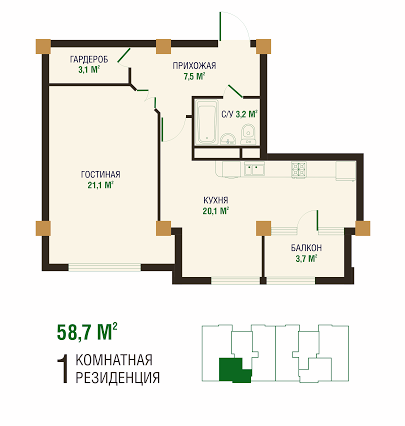 ГАРДЕРОБ
3,1 М²
ПРИХОЖАЯ
7,5 М²
С/У 3,2 М²
ГОСТИНАЯ
21,1 М²
КУХНЯ
20,1 М²
БАЛКОН
3,7 М²
58,7 М²
1 КОМНАТНАЯ
РЕЗИДЕНЦИЯ